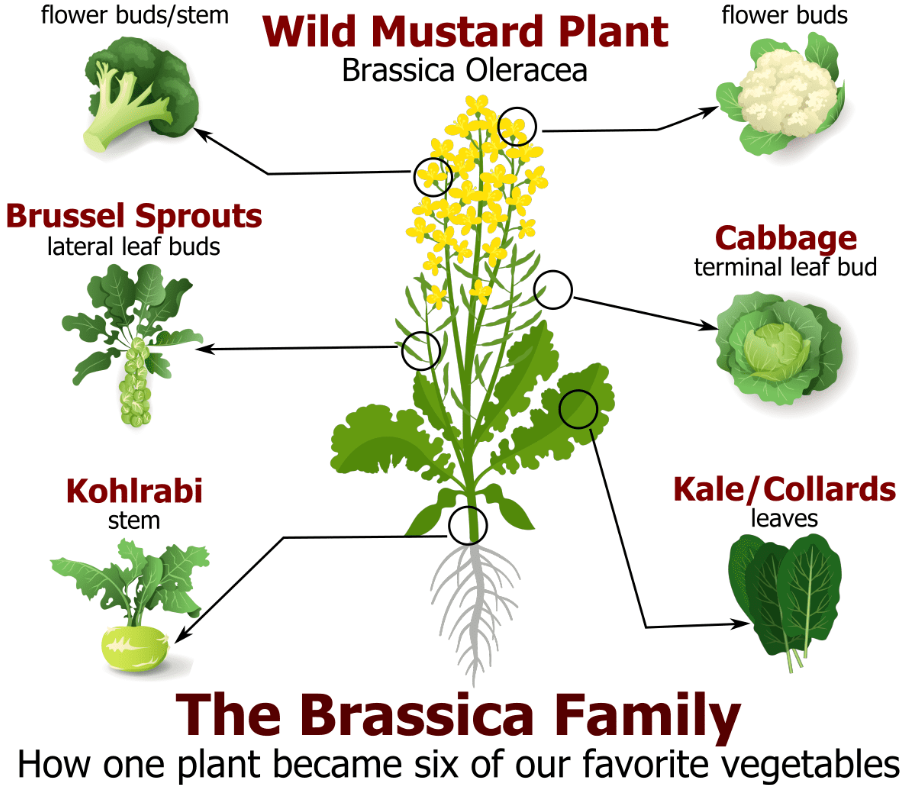 Wild Mustard Plant
Brassica Oleracea
flower buds/stem
flower buds
Brussel Sprouts
lateral leaf buds
Cabbage
terminal leaf bud
Kohlrabi
stem
Kale/Collards
leaves
The Brassica Family
How one plant became six of our favorite vegetables